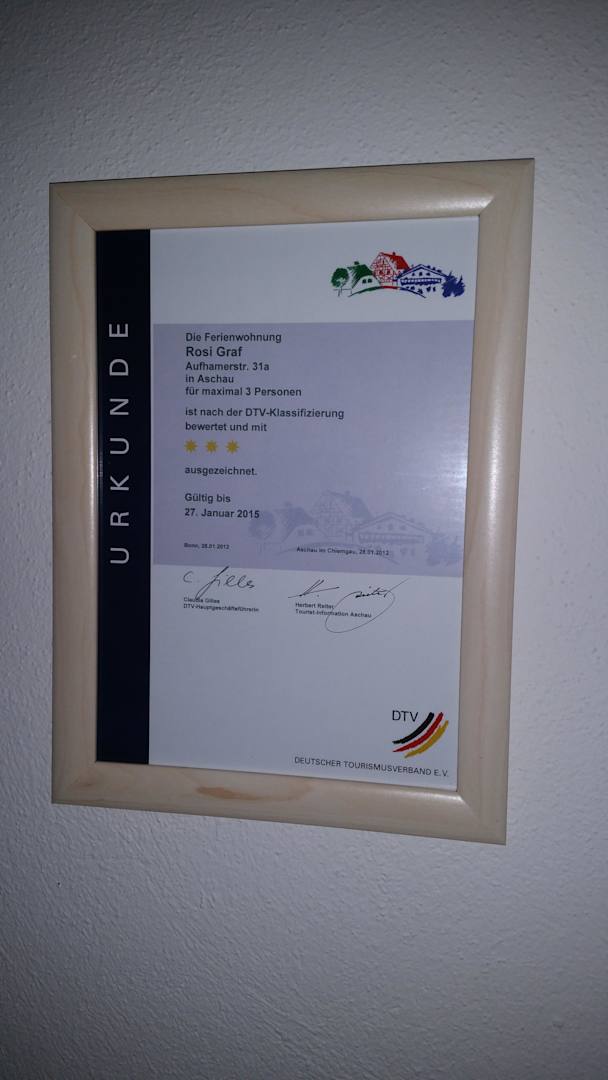 URKUNDE
Die Ferienwohnung
Rosi Graf
Aufhamerstr. 31a
in Aschau
für maximal 3 Personen
ist nach der DTV-Klassifizierung
bewertet und mit
ausgezeichnet.
Gültig bis
27. Januar 2015
Bonn, 28.01.2012
Aschau im Chiemgau, 28.01.2012
C. Gilles
Claudia Gilles
DTV-Hauptgeschäftsführerin
Herbert Reiter
Tourist-Information Aschau
DTV
DEUTSCHER TOURISMUSVERBAND E.V.